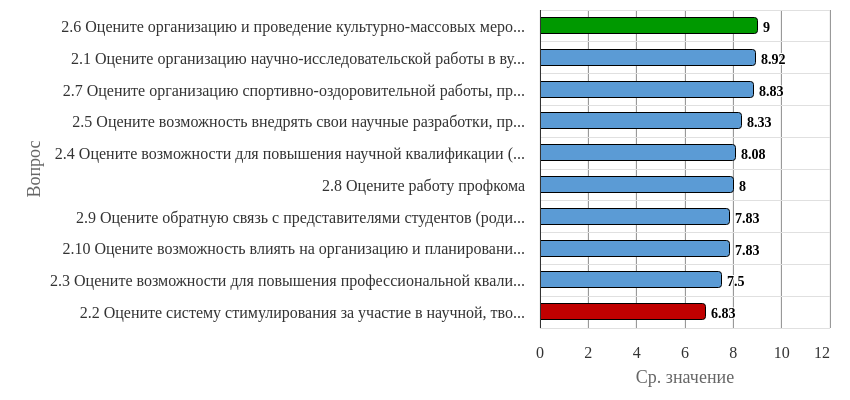 2.6 Оцените организацию и проведение культурно-массовых меро... 9
2.1 Оцените организацию научно-исследовательской работы в ву... 8.92
2.7 Оцените организацию спортивно-оздоровительной работы, пр... 8.83
2.5 Оцените возможность внедрять свои научные разработки, пр... 8.33
2.4 Оцените возможности для повышения научной квалификации (... 8.08
2.8 Оцените работу профкома 8
2.9 Оцените обратную связь с представителями студентов (роди... 7.83
2.10 Оцените возможность влиять на организацию и планировани... 7.83
2.3 Оцените возможности для повышения профессиональной квали... 7.5
2.2 Оцените систему стимулирования за участие в научной, тво... 6.83
Вопрос
0 2 4 6 8 10 12
Ср. значение